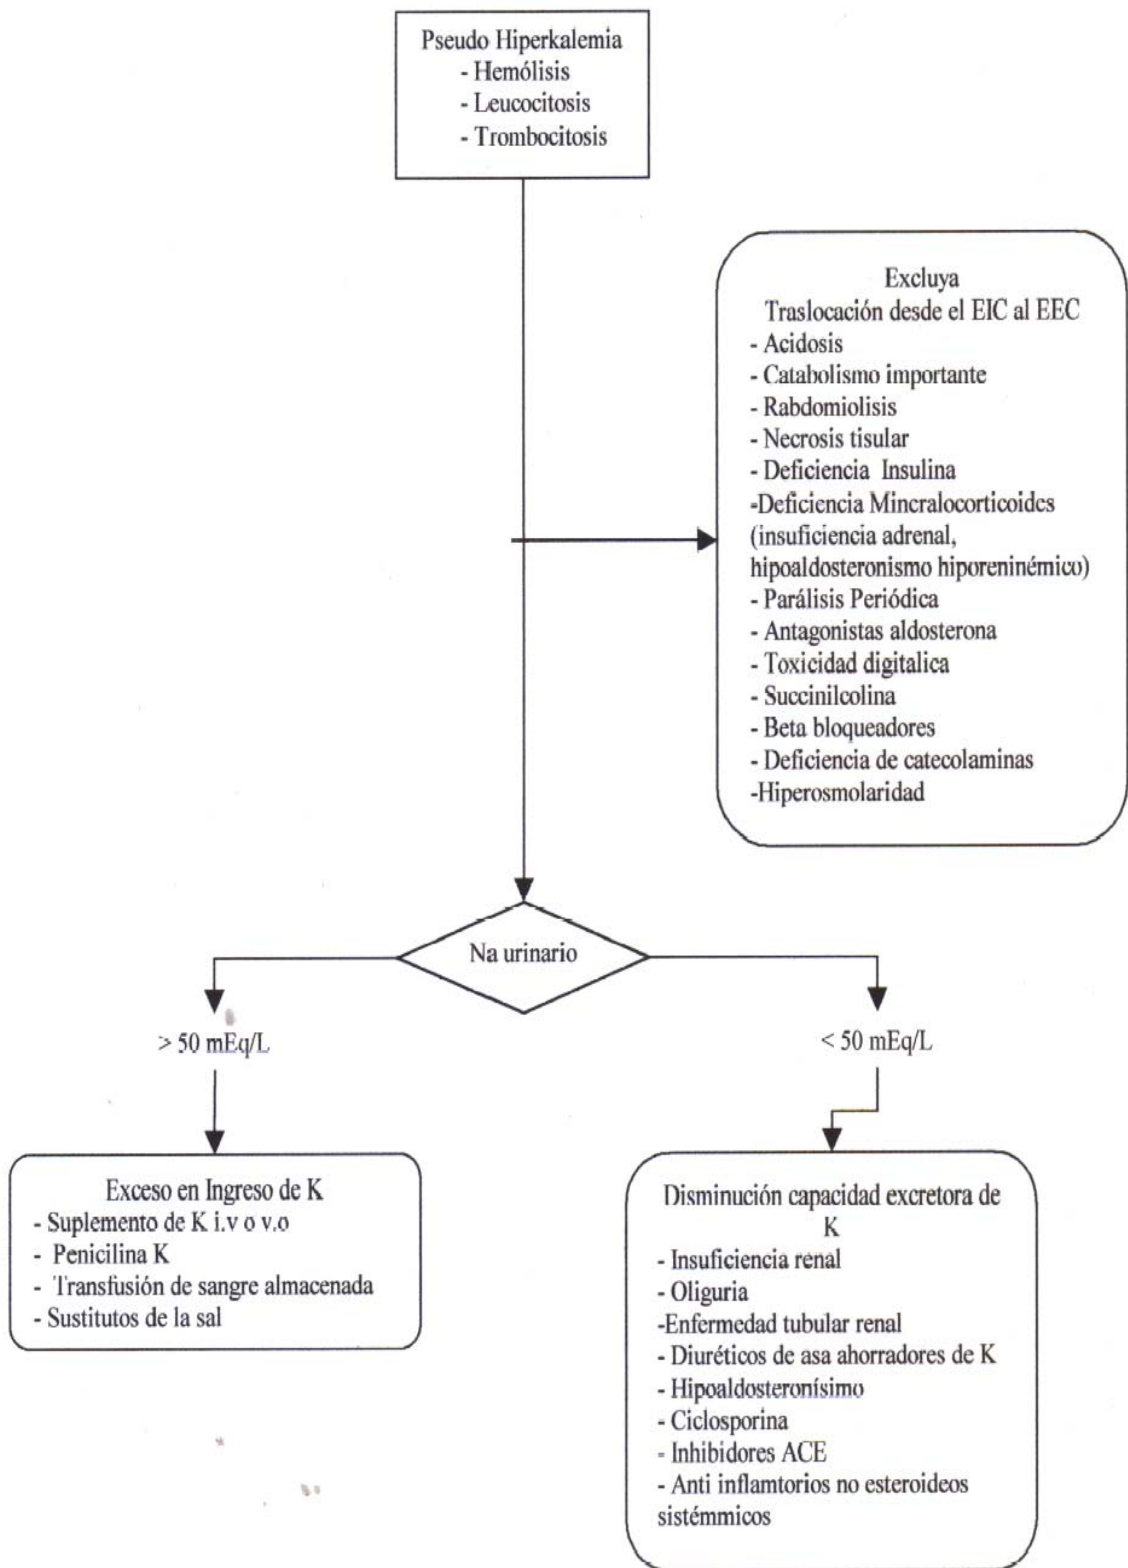 Pseudo Hiperkalemia
- Hemólisis
- Leucocitosis
- Trombocitosis
Excluya
Traslocación desde el EIC al EEC
- Acidosis
- Catabolismo importante
- Rabdomiolisis
- Necrosis tisular
- Deficiencia Insulina
-Deficiencia Mineralocorticoides
(insuficiencia adrenal,
hipoaldosteronismo hiporeninémico)
- Parálisis Periódica
- Antagonistas aldosterona
- Toxicidad digitalica
- Succinilcolina
- Beta bloqueadores
- Deficiencia de catecolaminas
-Hiperosmolaridad
Na urinario
> 50 mEq/L
< 50 mEq/L
Exceso en Ingreso de K
- Suplemento de K i.v o v.o
- Penicilina K
- Transfusión de sangre almacenada
- Sustitutos de la sal
Disminución capacidad excretora de
K
- Insuficiencia renal
- Oliguria
-Enfermedad tubular renal
- Diuréticos de asa ahorradores de K
- Hipoaldosteronísimo
- Ciclosporina
- Inhibidores ACE
- Anti inflamtorios no esteroideos
sistémmicos